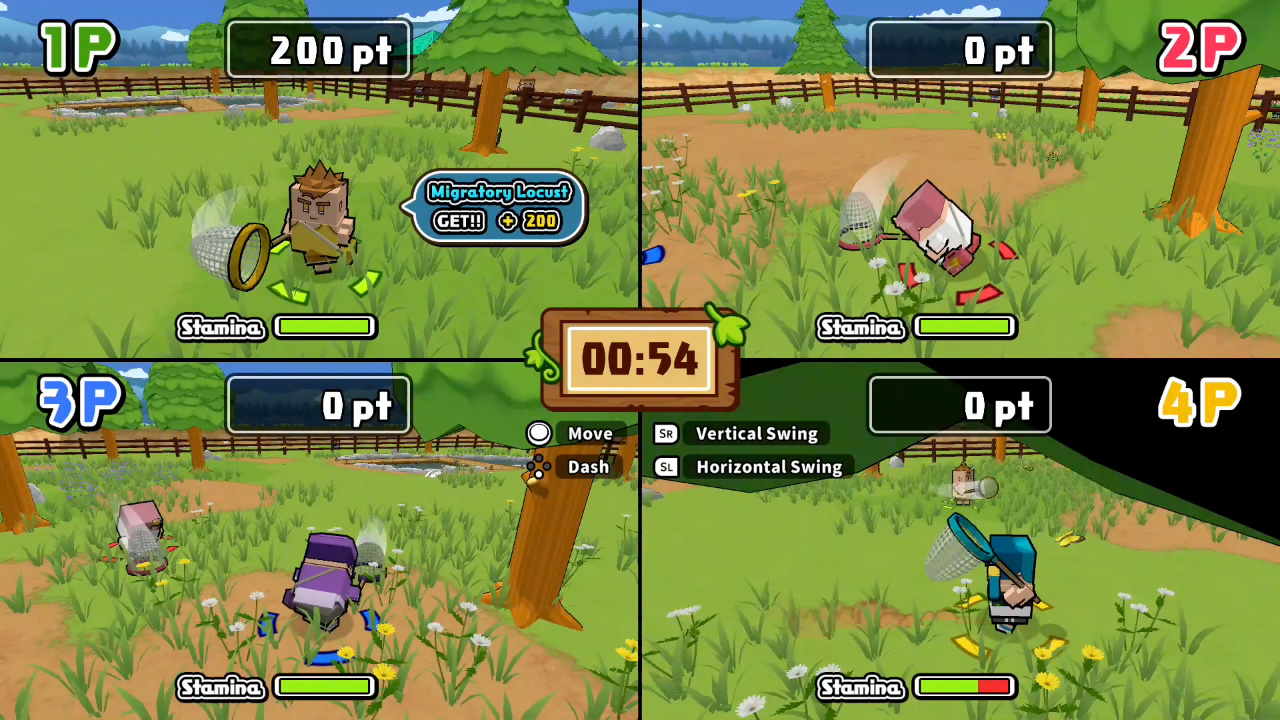 1P
200 pt
0 pt
2P
Migratory Locust
GET!! + 200
Stamina
Stamina
00:54
3P
0 pt
0 pt
4P
Move
SR Vertical Swing
Dash
SL Horizontal Swing
Stamina
Stamina